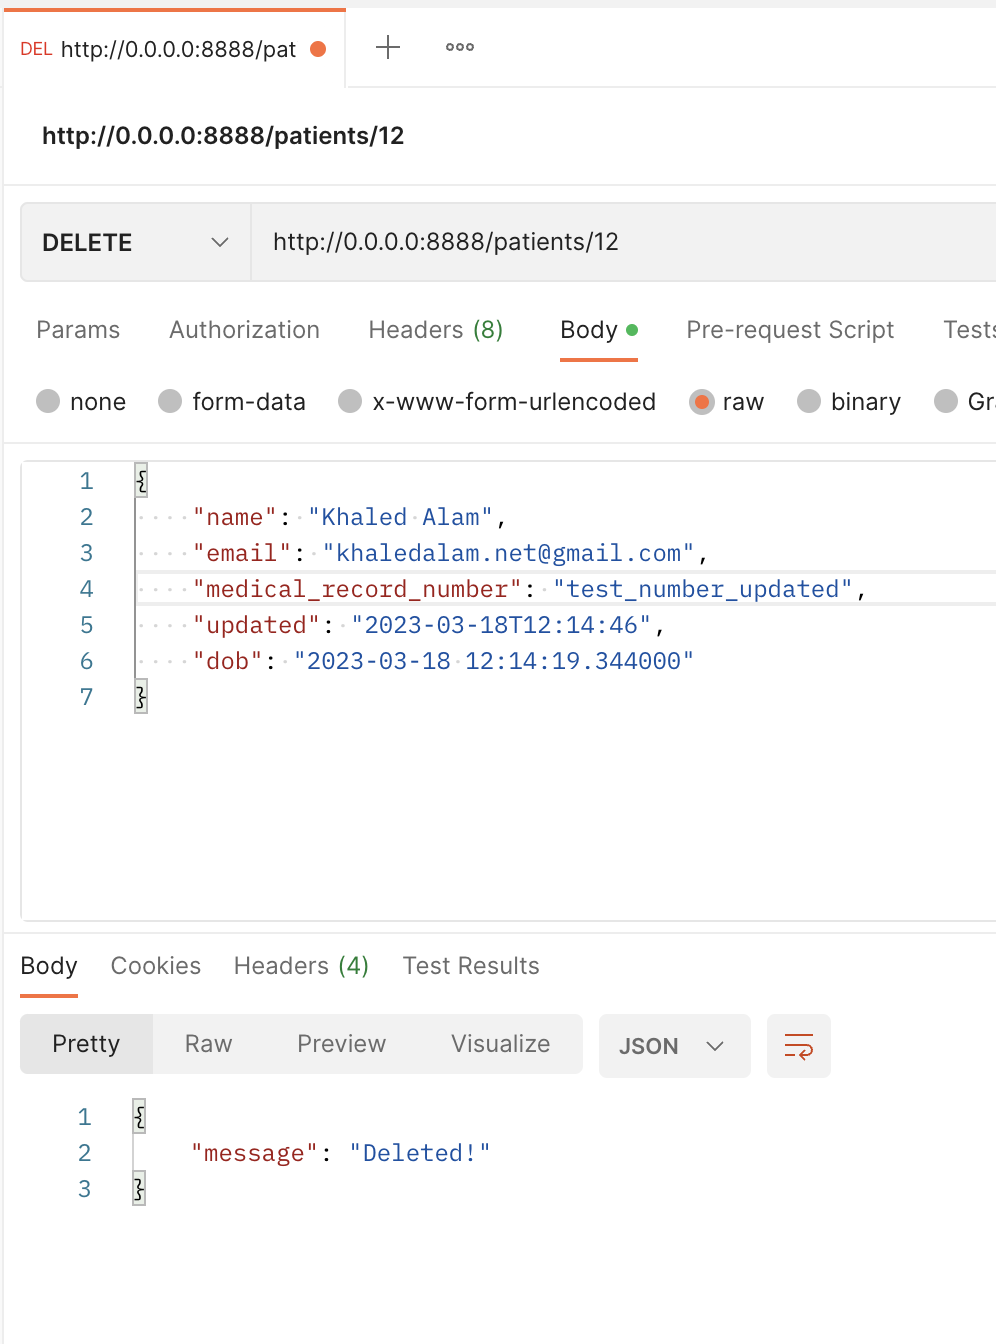 DEL http://0.0.0.0:8888/pat
http://0.0.0.0:8888/patients/12
DELETE http://0.0.0.0:8888/patients/12
Params Authorization Headers (8) Body Pre-request Script Tests
none form-data x-www-form-urlencoded raw binary Gra
1 {
2 "name": "Khaled Alam",
3 "email": "khaledalam.net@gmail.com",
4 "medical_record_number": "test_number_updated",
5 "updated": "2023-03-18T12:14:46",
6 "dob": "2023-03-18 12:14:19.344000"
7 }
Body Cookies Headers (4) Test Results
Pretty Raw Preview Visualize JSON
1 {
2 "message": "Deleted!"
3 }